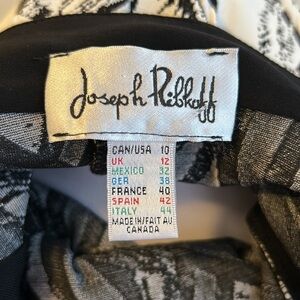 Joseph Ribkoff
CAN/USA 10
UK 12
MEXICO 32
GER 38
FRANCE 40
SPAIN 42
ITALY 44
MADE IN/FAIT AU
CANADA